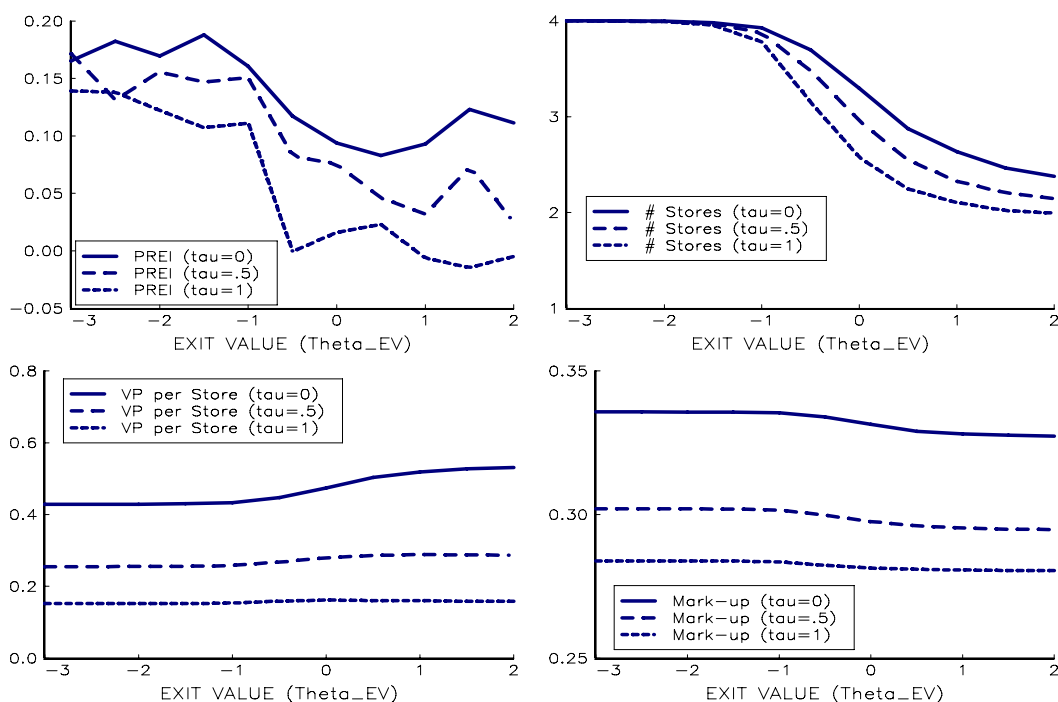 0.20
0.15
0.10
0.05
0.00
−0.05
PREI (tau=0)
PREI (tau=.5)
PREI (tau=1)
−3 −2 −1 0 1 2
EXIT VALUE (Theta_EV)
4
3
2
1
# Stores (tau=0)
# Stores (tau=.5)
# Stores (tau=1)
−3 −2 −1 0 1 2
EXIT VALUE (Theta_EV)
0.8
0.6
0.4
0.2
0.0
VP per Store (tau=0)
VP per Store (tau=.5)
VP per Store (tau=1)
−3 −2 −1 0 1 2
EXIT VALUE (Theta_EV)
0.35
0.30
0.25
Mark−up (tau=0)
Mark−up (tau=.5)
Mark−up (tau=1)
−3 −2 −1 0 1 2
EXIT VALUE (Theta_EV)